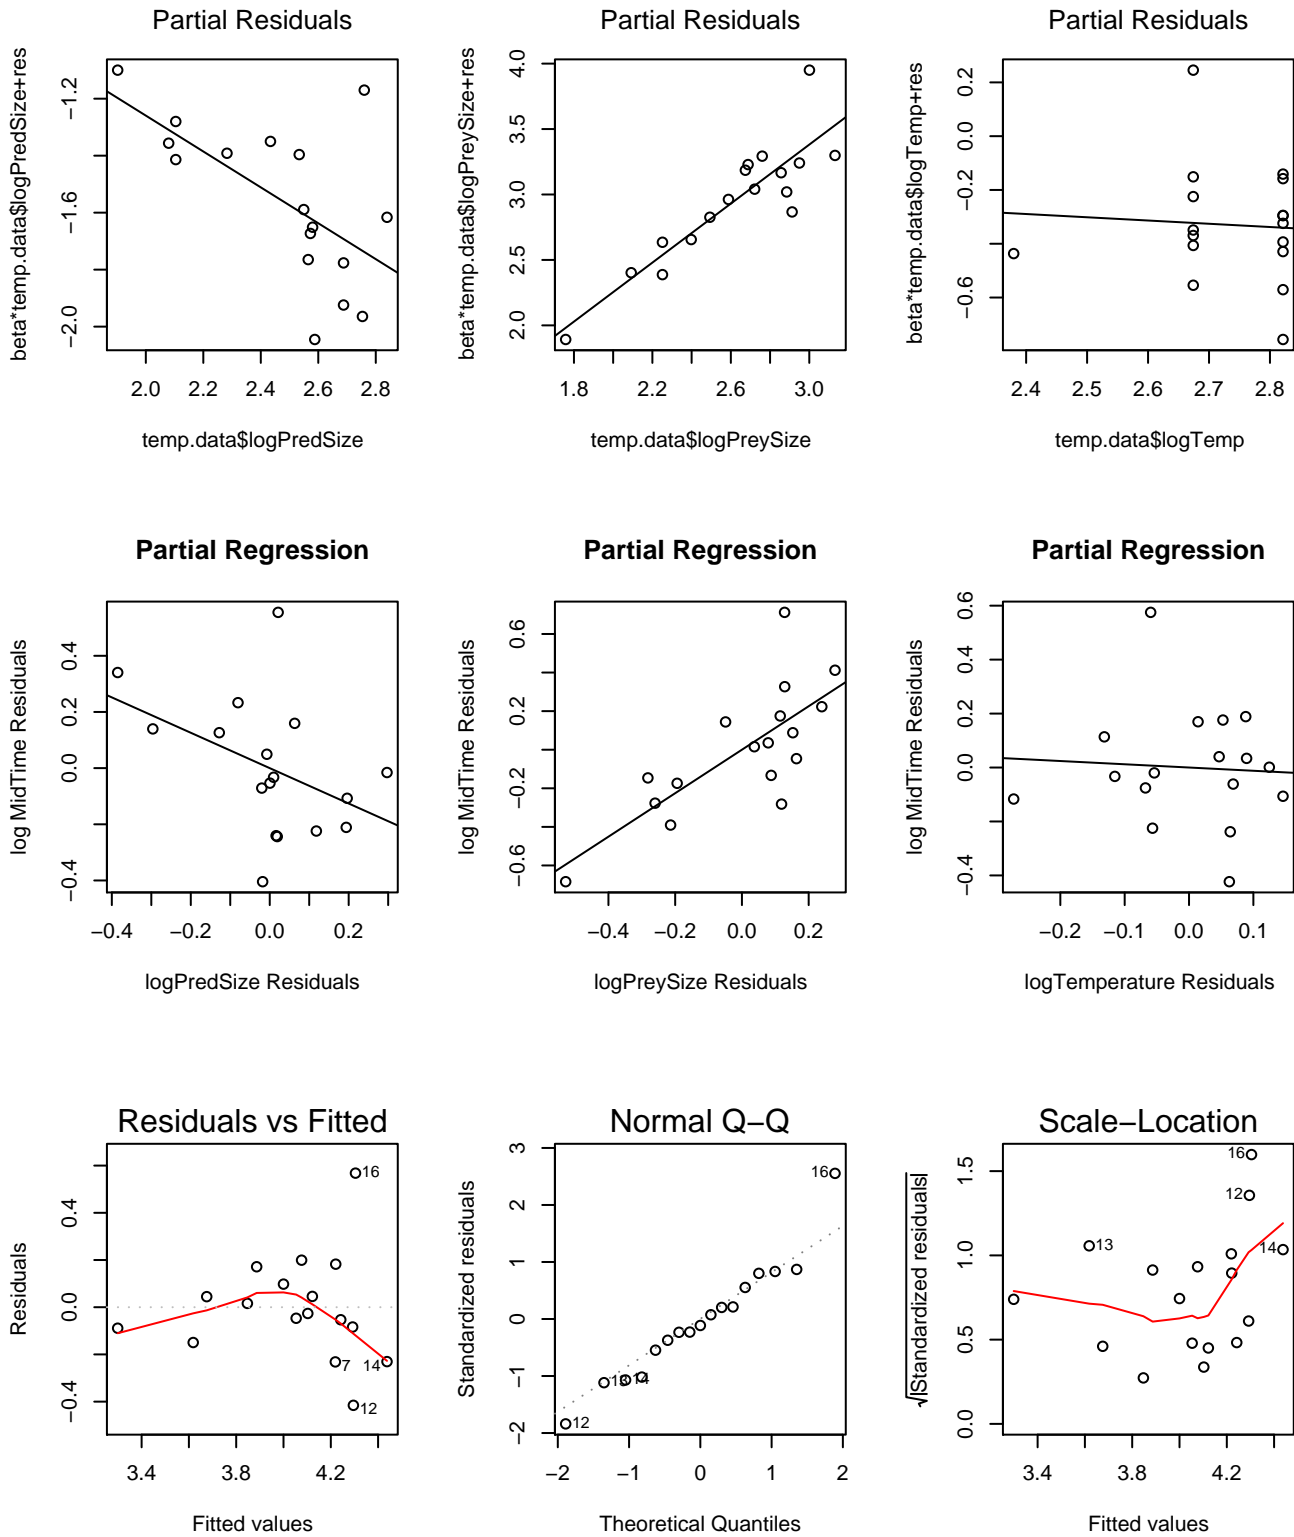 Partial Residuals
beta*temp.data$logPredSize+res
−1.2
−1.6
−2.0
2.0 2.2 2.4 2.6 2.8
temp.data$logPredSize
Partial Residuals
beta*temp.data$logPreySize+res
4.0
3.5
3.0
2.5
2.0
1.8 2.2 2.6 3.0
temp.data$logPreySize
Partial Residuals
beta*temp.data$logTemp+res
0.2
0.0
−0.2
−0.6
2.4 2.5 2.6 2.7 2.8
temp.data$logTemp
Partial Regression
log MidTime Residuals
0.4
0.2
0.0
−0.4
−0.4 −0.2 0.0 0.2
logPredSize Residuals
Partial Regression
log MidTime Residuals
0.6
0.2
−0.2
−0.6
−0.4 −0.2 0.0 0.2
logPreySize Residuals
Partial Regression
log MidTime Residuals
0.6
0.4
0.2
0.0
−0.4
−0.2 −0.1 0.0 0.1
logTemperature Residuals
Residuals vs Fitted
Residuals
0.4
0.0
−0.4
16
7
14
12
3.4 3.8 4.2
Fitted values
Normal Q−Q
Standardized residuals
3
2
1
0
−1
−2
16
13
14
12
−2 −1 0 1 2
Theoretical Quantiles
Scale−Location
√|Standardized residuals|
1.5
1.0
0.5
0.0
16
12
13
14
3.4 3.8 4.2
Fitted values